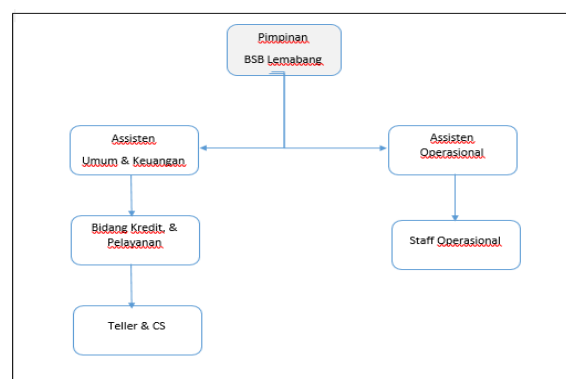 Pimpinan
BSB Lemabang
Assisten
Umum & Keuangan
Assisten
Operasional
Bidang Kredit, &
Pelayanan
Staff Operasional
Teller & CS